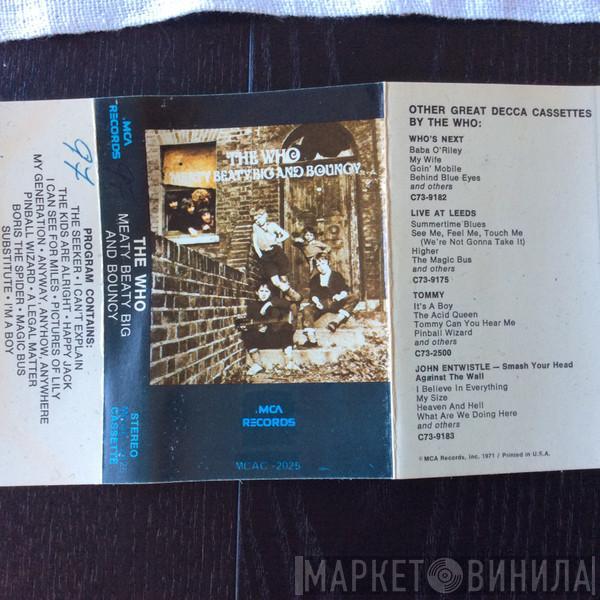 97
PROGRAM CONTAINS:
THE SEEKER • I CAN'T EXPLAIN
THE KIDS ARE ALRIGHT • HAPPY JACK
I CAN SEE FOR MILES • PICTURES OF LILY
MY GENERATION • ANYWAY, ANYHOW, ANYWHERE
PINBALL WIZARD • A LEGAL MATTER
BORIS THE SPIDER • MAGIC BUS
SUBSTITUTE • I'M A BOY
MCA
RECORDS
THE WHO
MEATY BEATY BIG
AND BOUNCY
STEREO
CASSETTE
THE WHO
MEATY BEATY BIG AND BOUNCY
MCA
RECORDS
MCAC-2025
OTHER GREAT DECCA CASSETTES
BY THE WHO:
WHO'S NEXT
Baba O'Riley
My Wife
Goin' Mobile
Behind Blue Eyes
and others
C73-9182
LIVE AT LEEDS
Summertime Blues
See Me, Feel Me, Touch Me
(We're Not Gonna Take It)
Higher
The Magic Bus
and others
C73-9175
TOMMY
It's A Boy
The Acid Queen
Tommy Can You Hear Me
Pinball Wizard
and others
C73-2500
JOHN ENTWISTLE — Smash Your Head
Against The Wall
I Believe In Everything
My Size
Heaven And Hell
What Are We Doing Here
and others
C73-9183
©MCA Records, Inc. 1971 / Printed in U.S.A.
МАРКЕТ ВИНИЛА